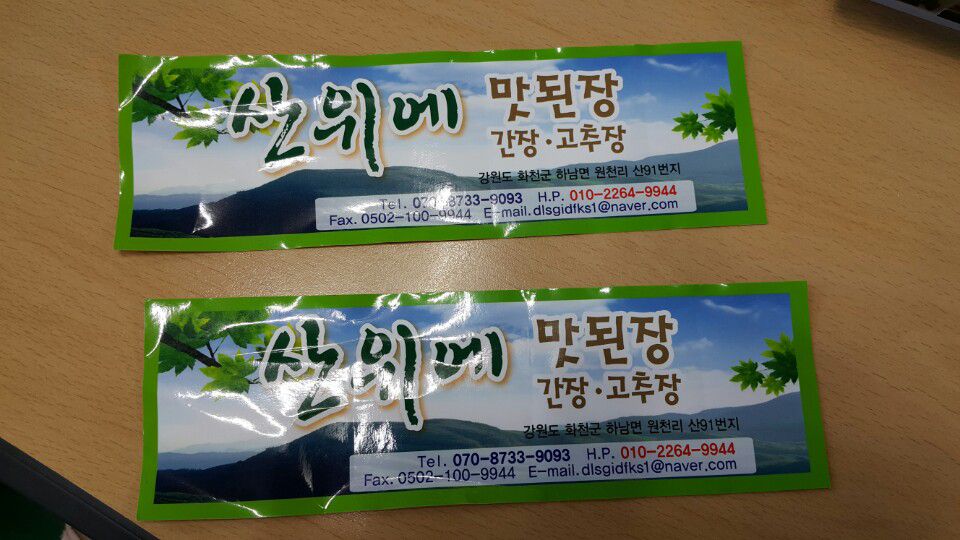 산위에 맛된장
간장·고추장
강원도 화천군 하남면 원천리 산91번지
Tel. 070-8733-9093 H.P. 010-2264-9944
Fax. 0502-100-9944 E-mail.dlsgidfks1@naver.com
산위에 맛된장
간장·고추장
강원도 화천군 하남면 원천리 산91번지
Tel. 070-8733-9093 H.P. 010-2264-9944
Fax. 0502-100-9944 E-mail.dlsgidfks1@naver.com